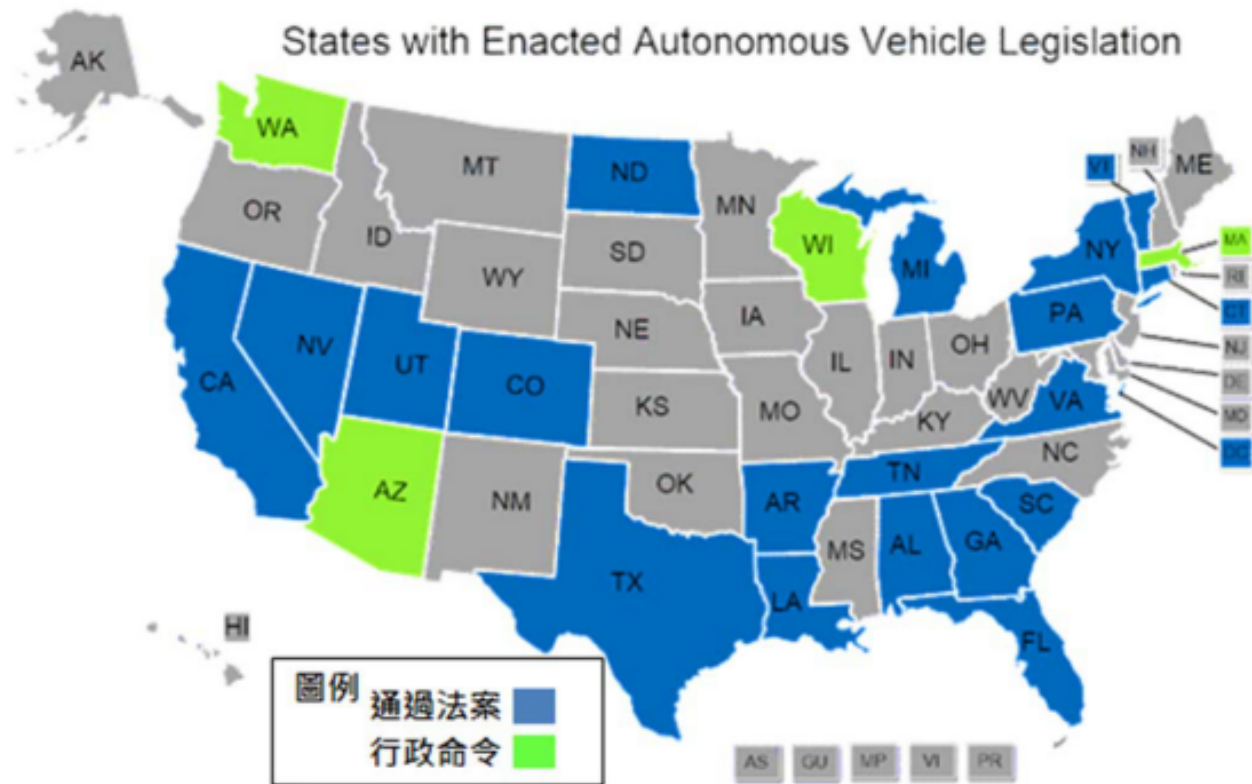 States with Enacted Autonomous Vehicle Legislation
AK
WA
MT
ND
MN
VT
NH
ME
OR
ID
SD
WI
MI
NY
MA
WY
RI
IA
PA
CT
NE
NV
UT
CO
IL
IN
OH
NJ
CA
DE
KS
MO
WV
VA
MD
KY
NC
DC
AZ
NM
OK
AR
TN
SC
MS
AL
GA
TX
LA
FL
HI
圖例
通過法案
行政命令
AS GU MP VI PR